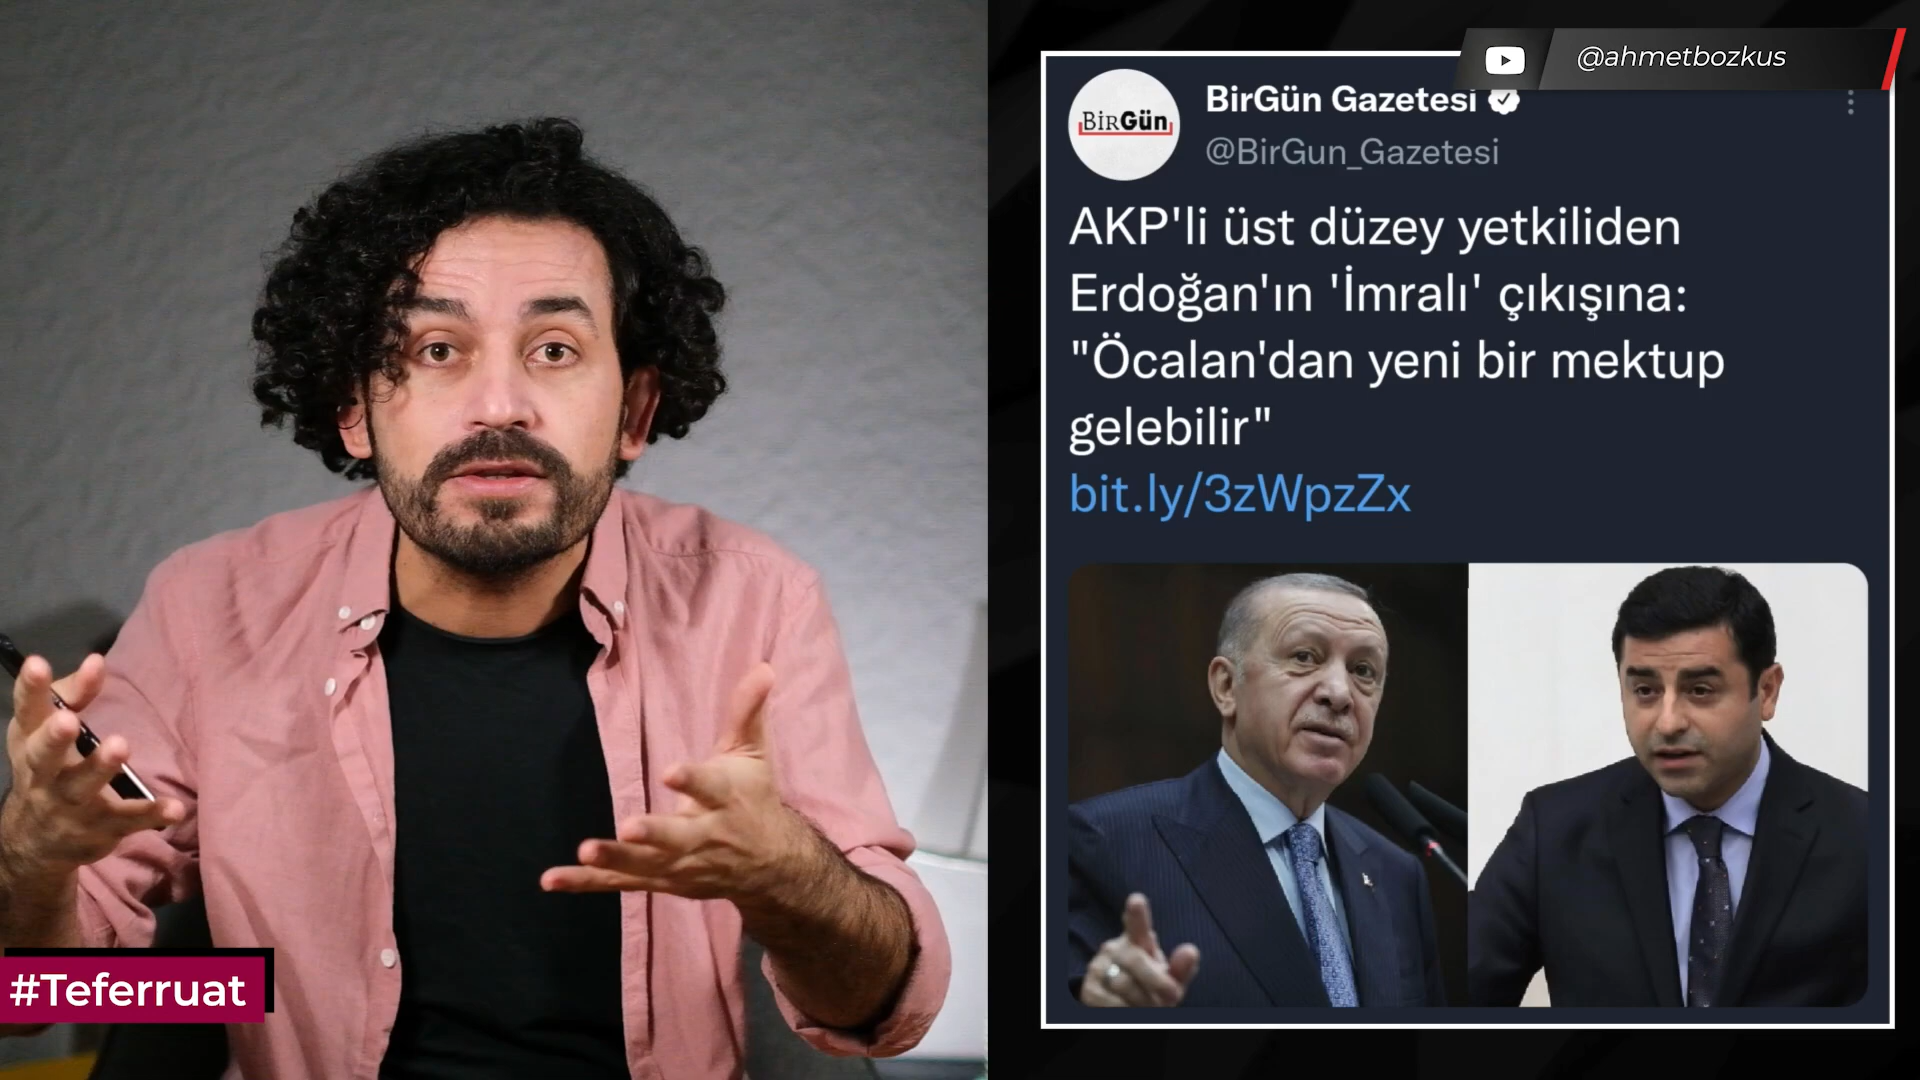 @ahmetbozkus
BirGün
BirGün Gazetesi
@BirGun_Gazetesi
AKP'li üst düzey yetkiliden
Erdoğan'ın 'İmralı' çıkışına:
"Öcalan'dan yeni bir mektup
gelebilir"
bit.ly/3zWpzZx
#Teferruat